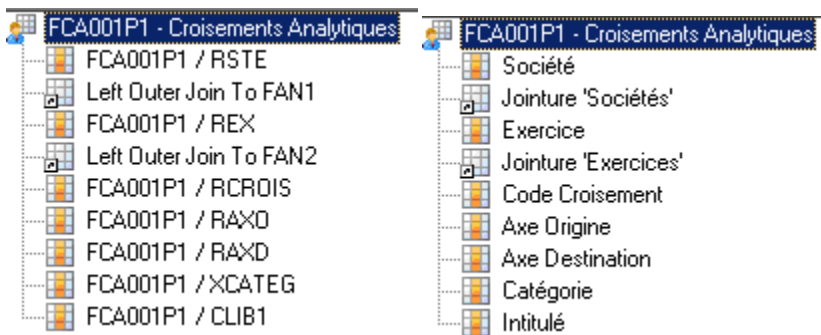 FCA001P1 - Croisements Analytiques
FCA001P1 / RSTE
Left Outer Join To FAN1
FCA001P1 / REX
Left Outer Join To FAN2
FCA001P1 / RCROIS
FCA001P1 / RAXO
FCA001P1 / RAXD
FCA001P1 / XCATEG
FCA001P1 / CLIB1
FCA001P1 - Croisements Analytiques
Société
Jointure 'Sociétés'
Exercice
Jointure 'Exercices'
Code Croisement
Axe Origine
Axe Destination
Catégorie
Intitulé